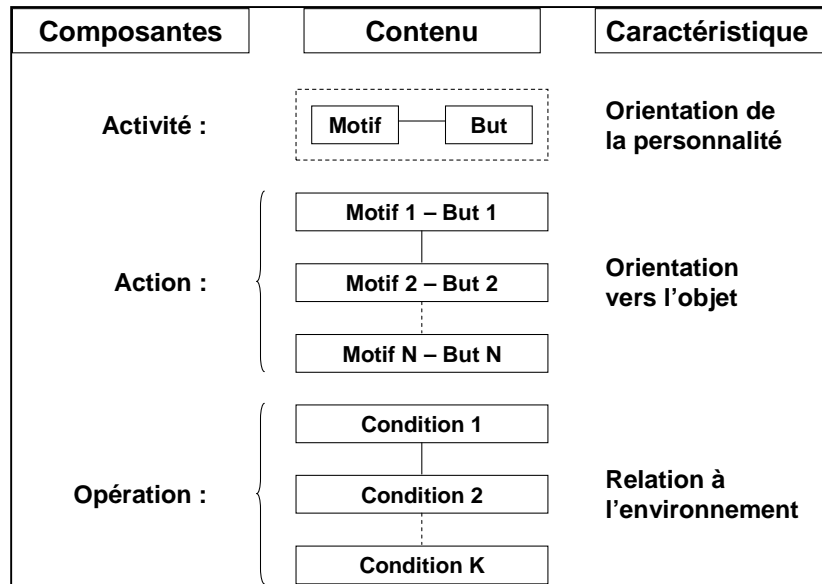 Composantes
Contenu
Caractéristique
Activité :
Motif
But
Orientation de
la personnalité
Action :
Motif 1 – But 1
Motif 2 – But 2
Motif N – But N
Orientation
vers l’objet
Opération :
Condition 1
Condition 2
Condition K
Relation à
l’environnement